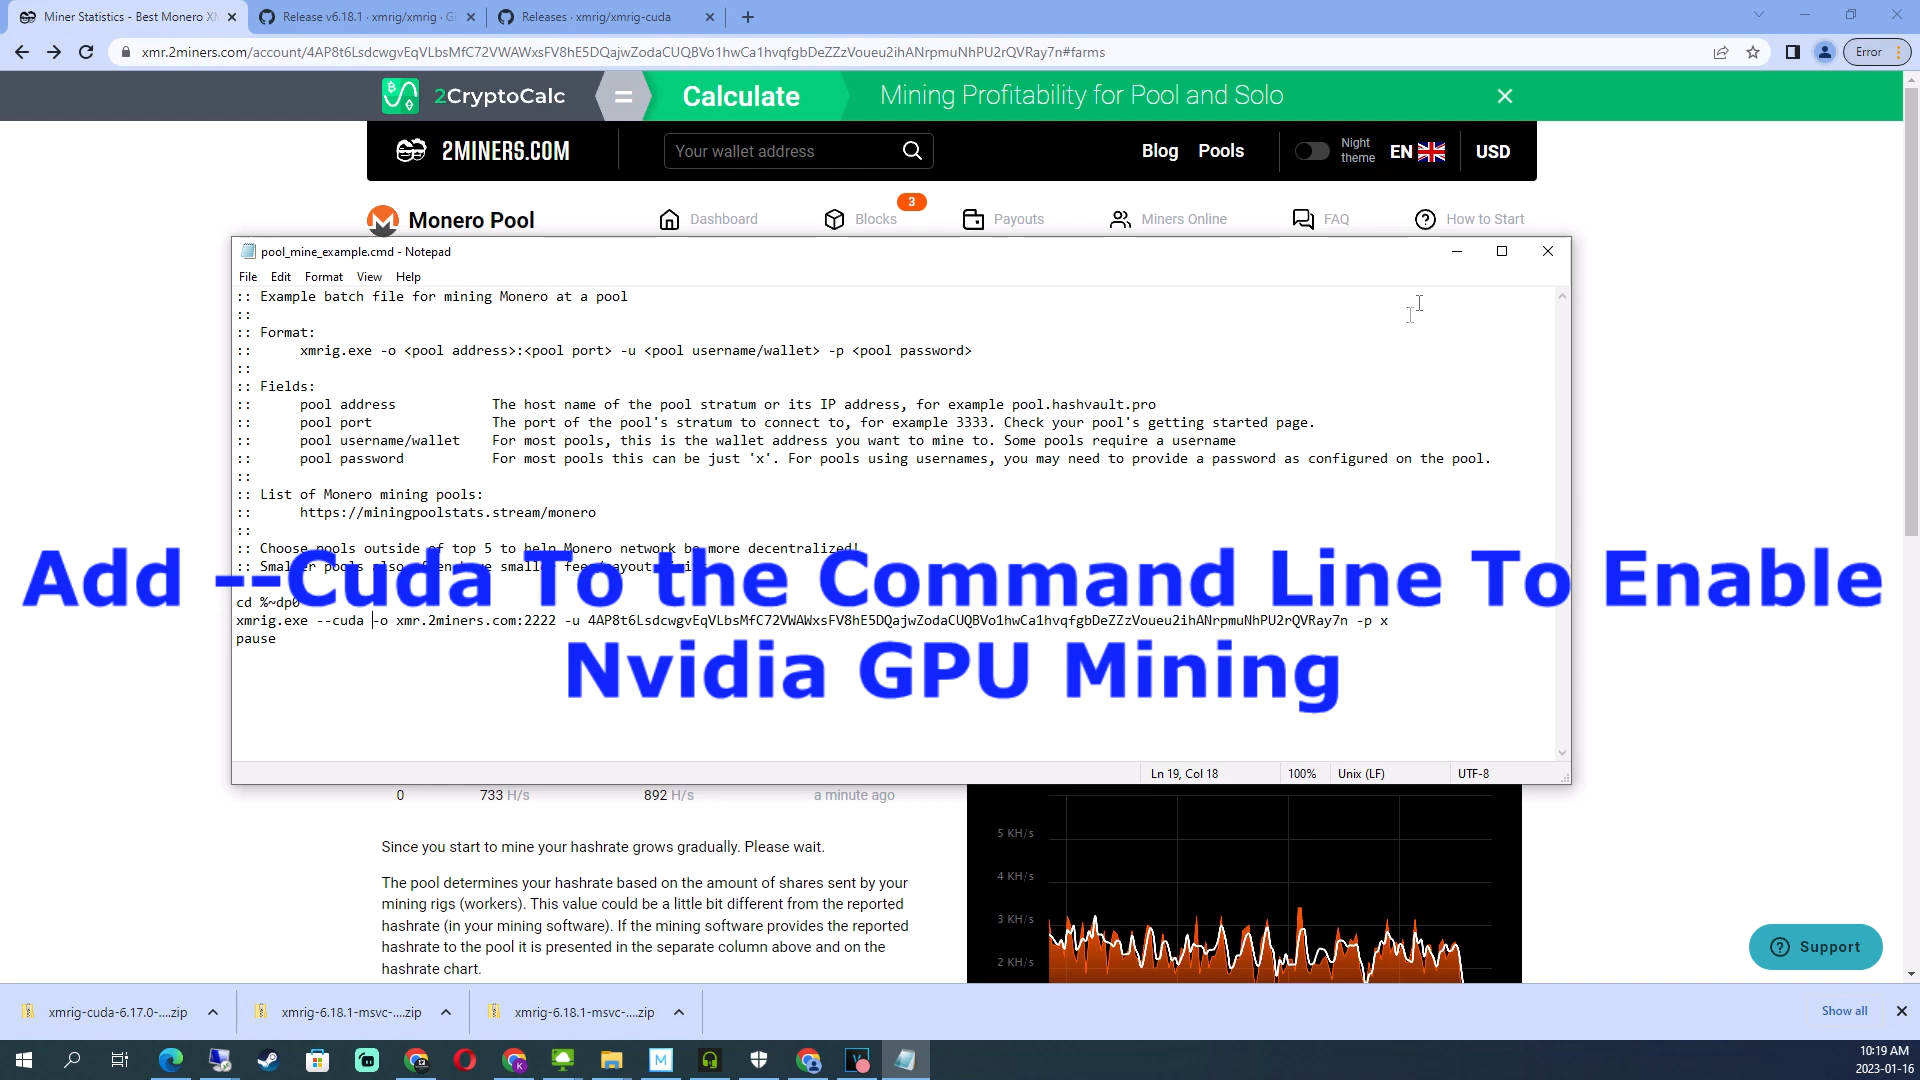 Miner Statistics - Best Monero XM
Release v6.18.1 · xmrig/xmrig · Gi
Releases · xmrig/xmrig-cuda
xmr.2miners.com/account/4AP8t6LsdcwgvEqVLbsMfC72VWAWxsFV8hE5DQajwZodaCUQBVo1hwCa1hvqfgbDeZZzVoueu2ihANrpmuNhPU2rQVRay7n#farms
Error
2CryptoCalc = Calculate Mining Profitability for Pool and Solo
2MINERS.COM
Your wallet address
Blog Pools
Night theme
EN
USD
Monero Pool
Dashboard
Blocks
3
Payouts
Miners Online
FAQ
How to Start
pool_mine_example.cmd - Notepad
File Edit Format View Help
:: Example batch file for mining Monero at a pool
::
:: Format:
:: xmrig.exe -o <pool address>:<pool port> -u <pool username/wallet> -p <pool password>
::
:: Fields:
:: pool address The host name of the pool stratum or its IP address, for example pool.hashvault.pro
:: pool port The port of the pool's stratum to connect to, for example 3333. Check your pool's getting started page.
:: pool username/wallet For most pools, this is the wallet address you want to mine to. Some pools require a username
:: pool password For most pools this can be just 'x'. For pools using usernames, you may need to provide a password as configured on the pool.
::
:: List of Monero mining pools:
:: https://miningpoolstats.stream/monero
::
:: Choose pools outside of top 5 to help Monero network be more decentralized!
:: Smaller pools also often have smaller fees/payout limits.
Add --Cuda To the Command Line To Enable
cd %~dp0
xmrig.exe --cuda -o xmr.2miners.com:2222 -u 4AP8t6LsdcwgvEqVLbsMfC72VWAWxsFV8hE5DQajwZodaCUQBVo1hwCa1hvqfgbDeZZzVoueu2ihANrpmuNhPU2rQVRay7n -p x
pause
Nvidia GPU Mining
Ln 19, Col 18
100%
Unix (LF)
UTF-8
0 733 H/s 892 H/s a minute ago
Since you start to mine your hashrate grows gradually. Please wait.
The pool determines your hashrate based on the amount of shares sent by your
mining rigs (workers). This value could be a little bit different from the reported
hashrate (in your mining software). If the mining software provides the reported
hashrate to the pool it is presented in the separate column above and on the
hashrate chart.
5 KH/s
4 KH/s
3 KH/s
2 KH/s
Support
xmrig-cuda-6.17.0-....zip
xmrig-6.18.1-msvc-....zip
xmrig-6.18.1-msvc-....zip
Show all
10:19 AM
2023-01-16